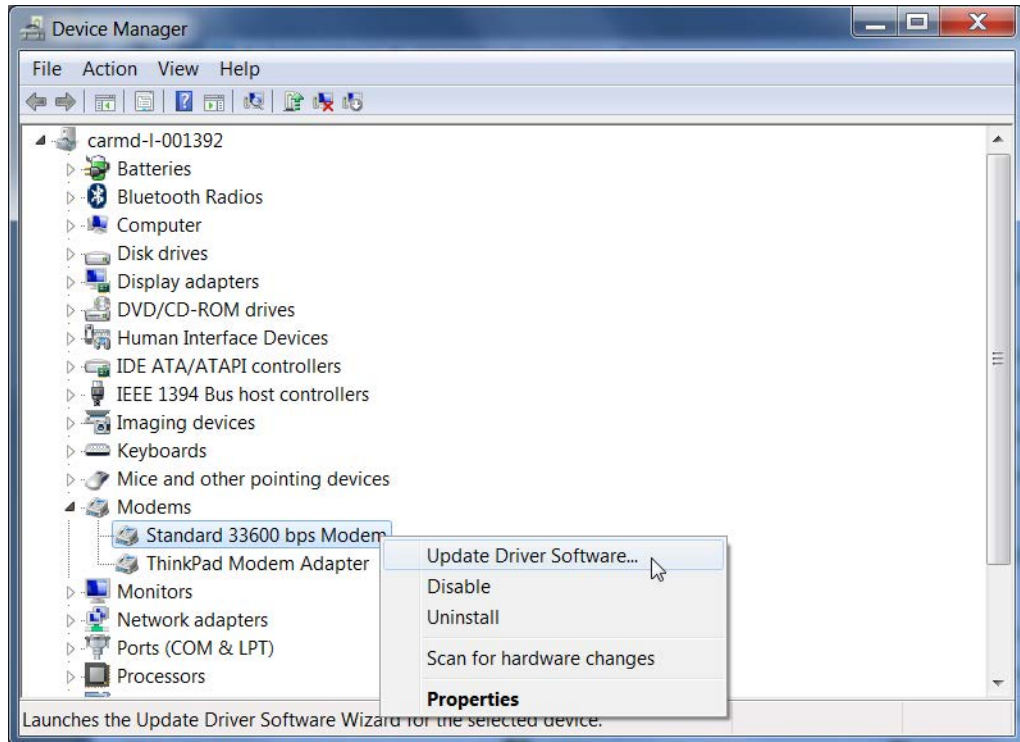 Device Manager
File Action View Help
carmd-l-001392
Batteries
Bluetooth Radios
Computer
Disk drives
Display adapters
DVD/CD-ROM drives
Human Interface Devices
IDE ATA/ATAPI controllers
IEEE 1394 Bus host controllers
Imaging devices
Keyboards
Mice and other pointing devices
Modems
Standard 33600 bps Modem
ThinkPad Modem Adapter
Monitors
Network adapters
Ports (COM & LPT)
Processors
Update Driver Software...
Disable
Uninstall
Scan for hardware changes
Properties
Launches the Update Driver Software Wizard for the selected device.